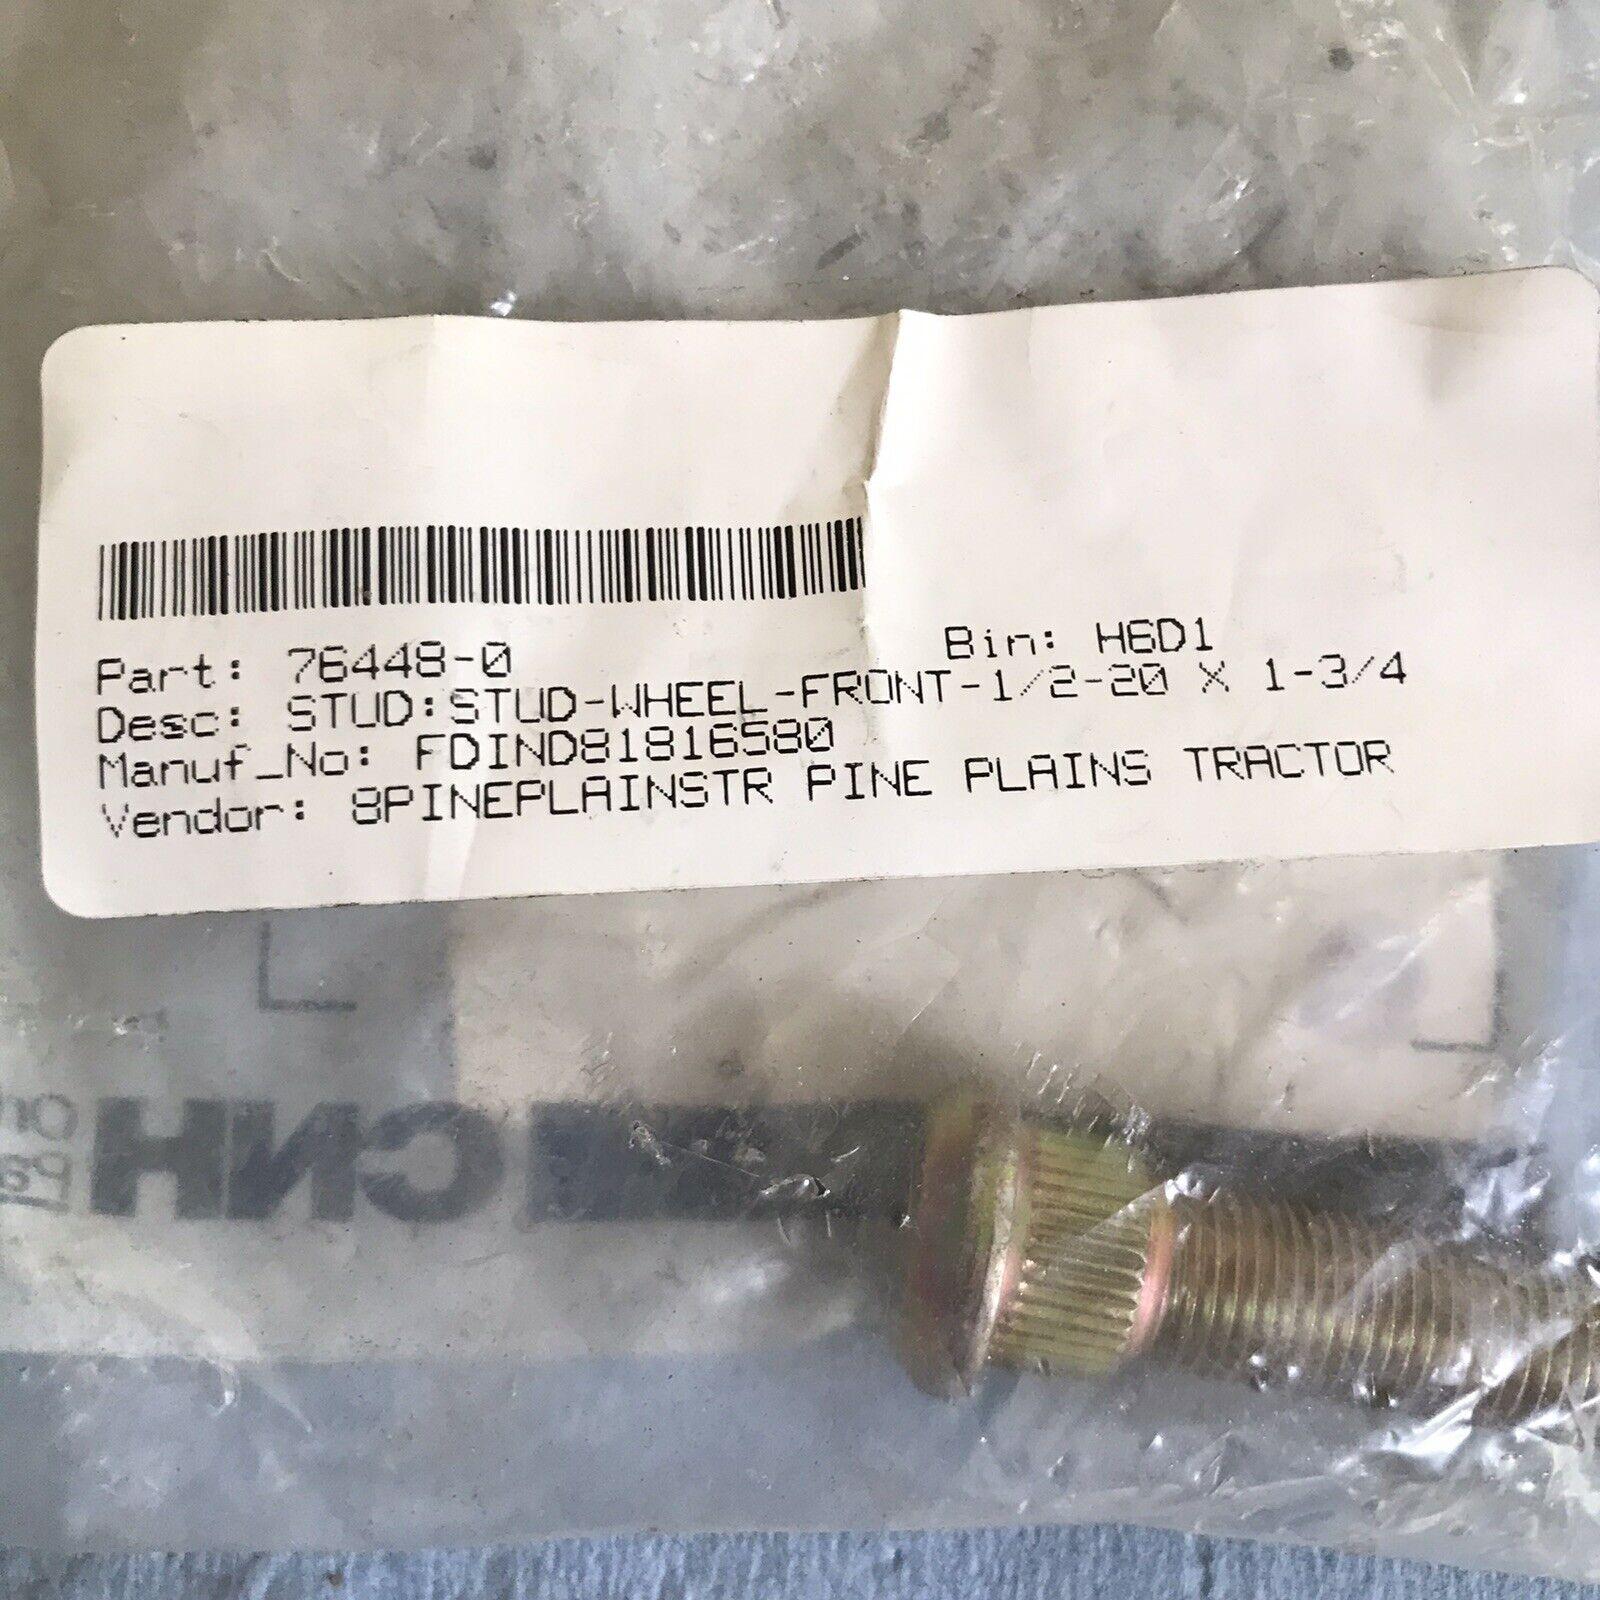 Part: 76448-0 Bin: H6D1
Desc: STUD:STUD-WHEEL-FRONT-1/2-20 X 1-3/4
Manuf_No: FDIND81816580
Vendor: 8PINEPLAINSTR PINE PLAINS TRACTOR
CNH